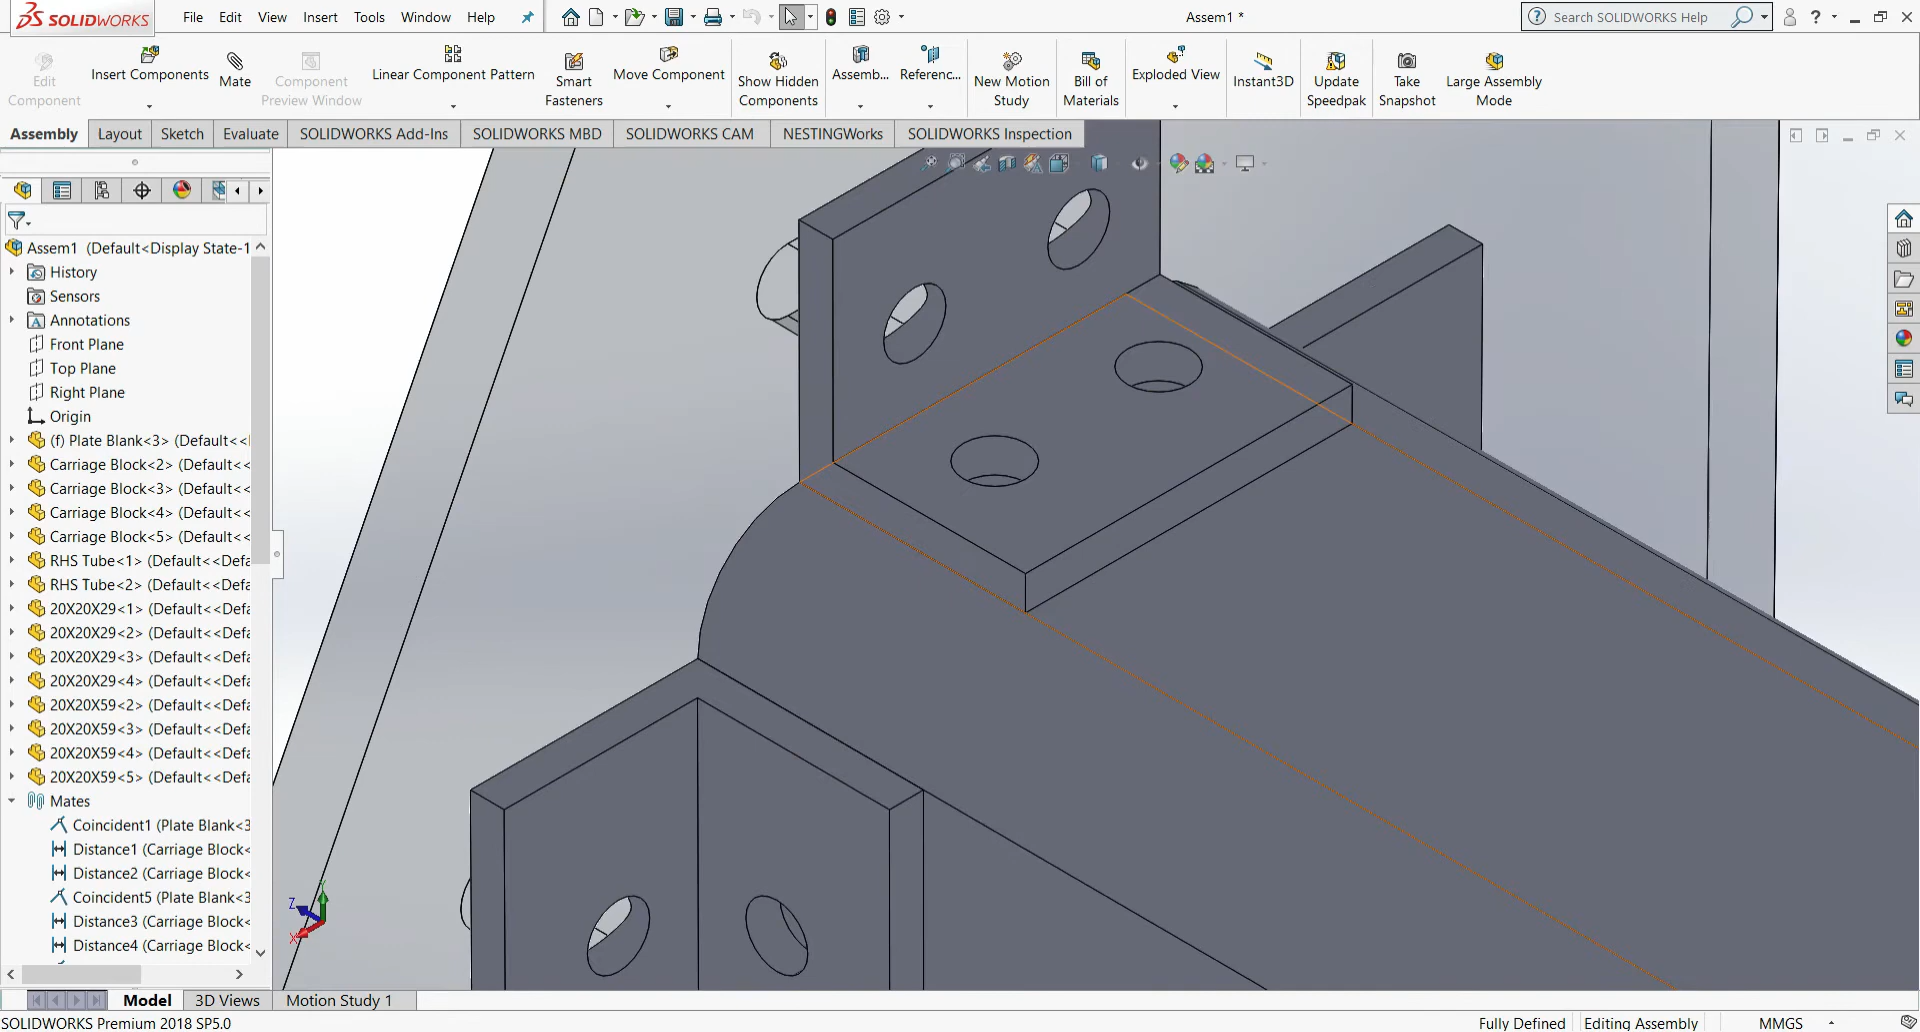 SOLIDWORKS File Edit View Insert Tools Window Help Assem1 * Search SOLIDWORKS Help ?
Edit Component
Insert Components
Mate
Component Preview Window
Linear Component Pattern
Smart Fasteners
Move Component
Show Hidden Components
Assemb...
Referenc...
New Motion Study
Bill of Materials
Exploded View
Instant3D
Update Speedpak
Take Snapshot
Large Assembly Mode
Assembly Layout Sketch Evaluate SOLIDWORKS Add-Ins SOLIDWORKS MBD SOLIDWORKS CAM NESTINGWorks SOLIDWORKS Inspection
Assem1 (Default<Display State-1
History
Sensors
Annotations
Front Plane
Top Plane
Right Plane
Origin
(f) Plate Blank<3> (Default<<
Carriage Block<2> (Default<<
Carriage Block<3> (Default<<
Carriage Block<4> (Default<<
Carriage Block<5> (Default<<
RHS Tube<1> (Default<<Defa
RHS Tube<2> (Default<<Defa
20X20X29<1> (Default<<Defa
20X20X29<2> (Default<<Defa
20X20X29<3> (Default<<Defa
20X20X29<4> (Default<<Defa
20X20X59<2> (Default<<Defa
20X20X59<3> (Default<<Defa
20X20X59<4> (Default<<Defa
20X20X59<5> (Default<<Defa
Mates
Coincident1 (Plate Blank<3
Distance1 (Carriage Block<
Distance2 (Carriage Block<
Coincident5 (Plate Blank<3
Distance3 (Carriage Block<
Distance4 (Carriage Block<
Y
Z
X
Model 3D Views Motion Study 1
SOLIDWORKS Premium 2018 SP5.0 Fully Defined Editing Assembly MMGS